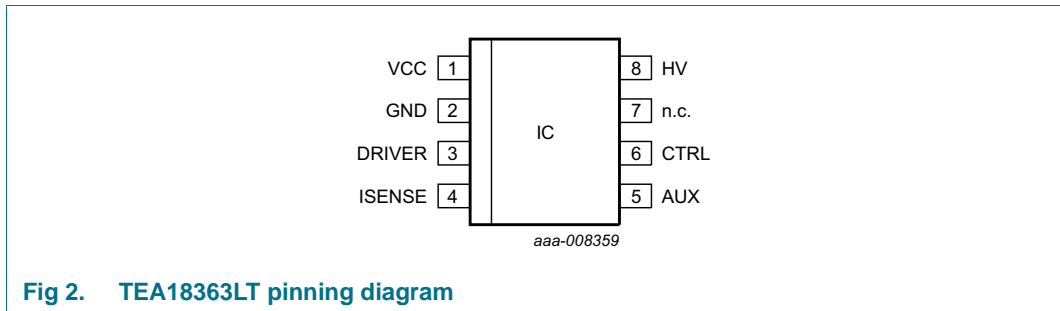 VCC 1 8 HV
GND 2 7 n.c.
IC
DRIVER 3 6 CTRL
ISENSE 4 5 AUX
aaa-008359
Fig 2. TEA18363LT pinning diagram